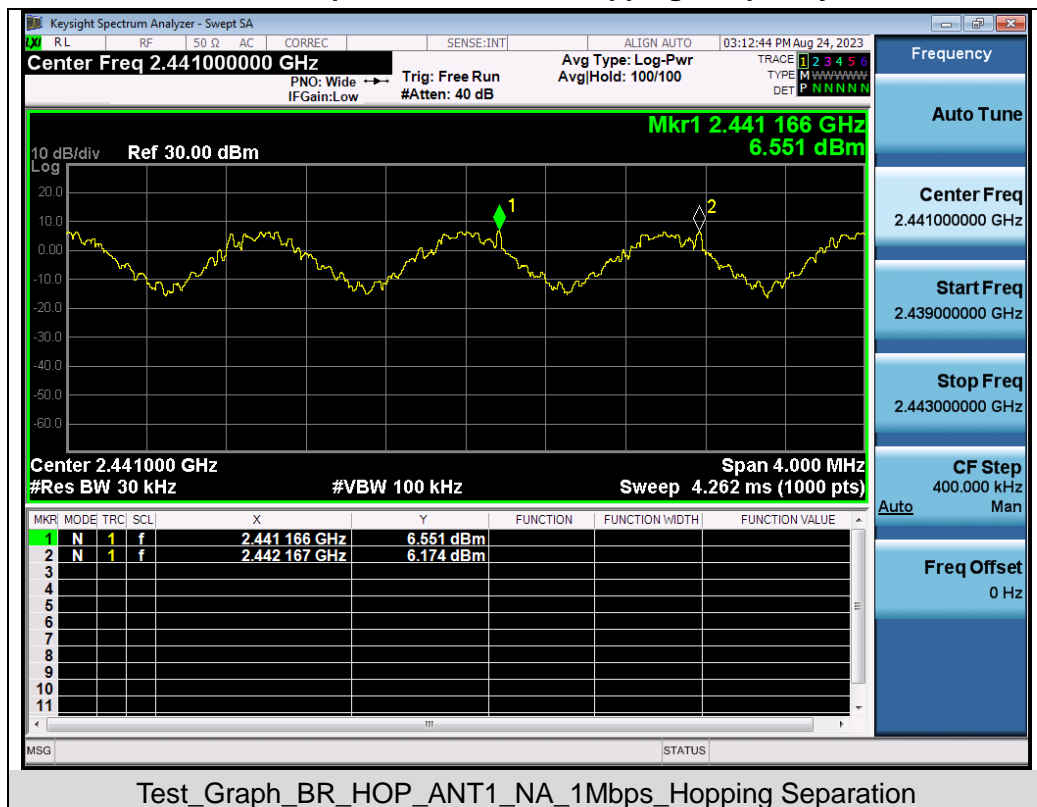 Keysight Spectrum Analyzer - Swept SA
LXI RL RF 50 Ω AC CORREC SENSE:INT ALIGN AUTO 03:12:44 PM Aug 24, 2023
Center Freq 2.441000000 GHz
PNO: Wide
IFGain:Low
Trig: Free Run
#Atten: 40 dB
Avg Type: Log-Pwr
Avg|Hold: 100/100
TRACE 1 2 3 4 5 6
TYPE M WWWWW
DET P N N N N N
Mkr1 2.441 166 GHz
6.551 dBm
10 dB/div Ref 30.00 dBm
Log
20.0
10.0
0.00
-10.0
-20.0
-30.0
-40.0
-50.0
-60.0
1
2
Center 2.441000 GHz Span 4.000 MHz
#Res BW 30 kHz #VBW 100 kHz Sweep 4.262 ms (1000 pts)
MKR MODE TRC SCL X Y FUNCTION FUNCTION WIDTH FUNCTION VALUE
1 N 1 f 2.441 166 GHz 6.551 dBm
2 N 1 f 2.442 167 GHz 6.174 dBm
3
4
5
6
7
8
9
10
11
MSG STATUS
Frequency
Auto Tune
Center Freq
2.441000000 GHz
Start Freq
2.439000000 GHz
Stop Freq
2.443000000 GHz
CF Step
400.000 kHz
Auto Man
Freq Offset
0 Hz
Test_Graph_BR_HOP_ANT1_NA_1Mbps_Hopping Separation